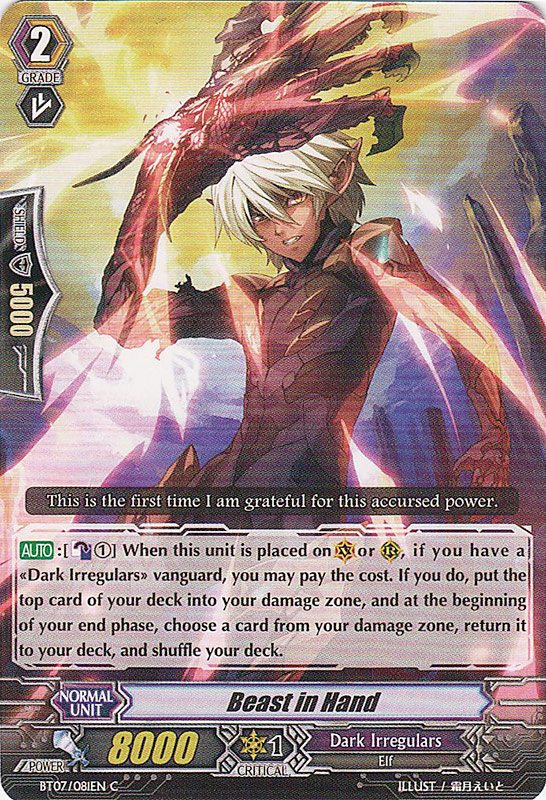 2
GRADE
SHIELD
5000
This is the first time I am grateful for this accursed power.
AUTO :[ ①] When this unit is placed on V or R, if you have a
«Dark Irregulars» vanguard, you may pay the cost. If you do, put the
top card of your deck into your damage zone, and at the beginning
of your end phase, choose a card from your damage zone, return it
to your deck, and shuffle your deck.
NORMAL
UNIT
Beast in Hand
POWER
8000
1
CRITICAL
Dark Irregulars
Elf
BT07/081EN C
ILLUST / 霜月えいと